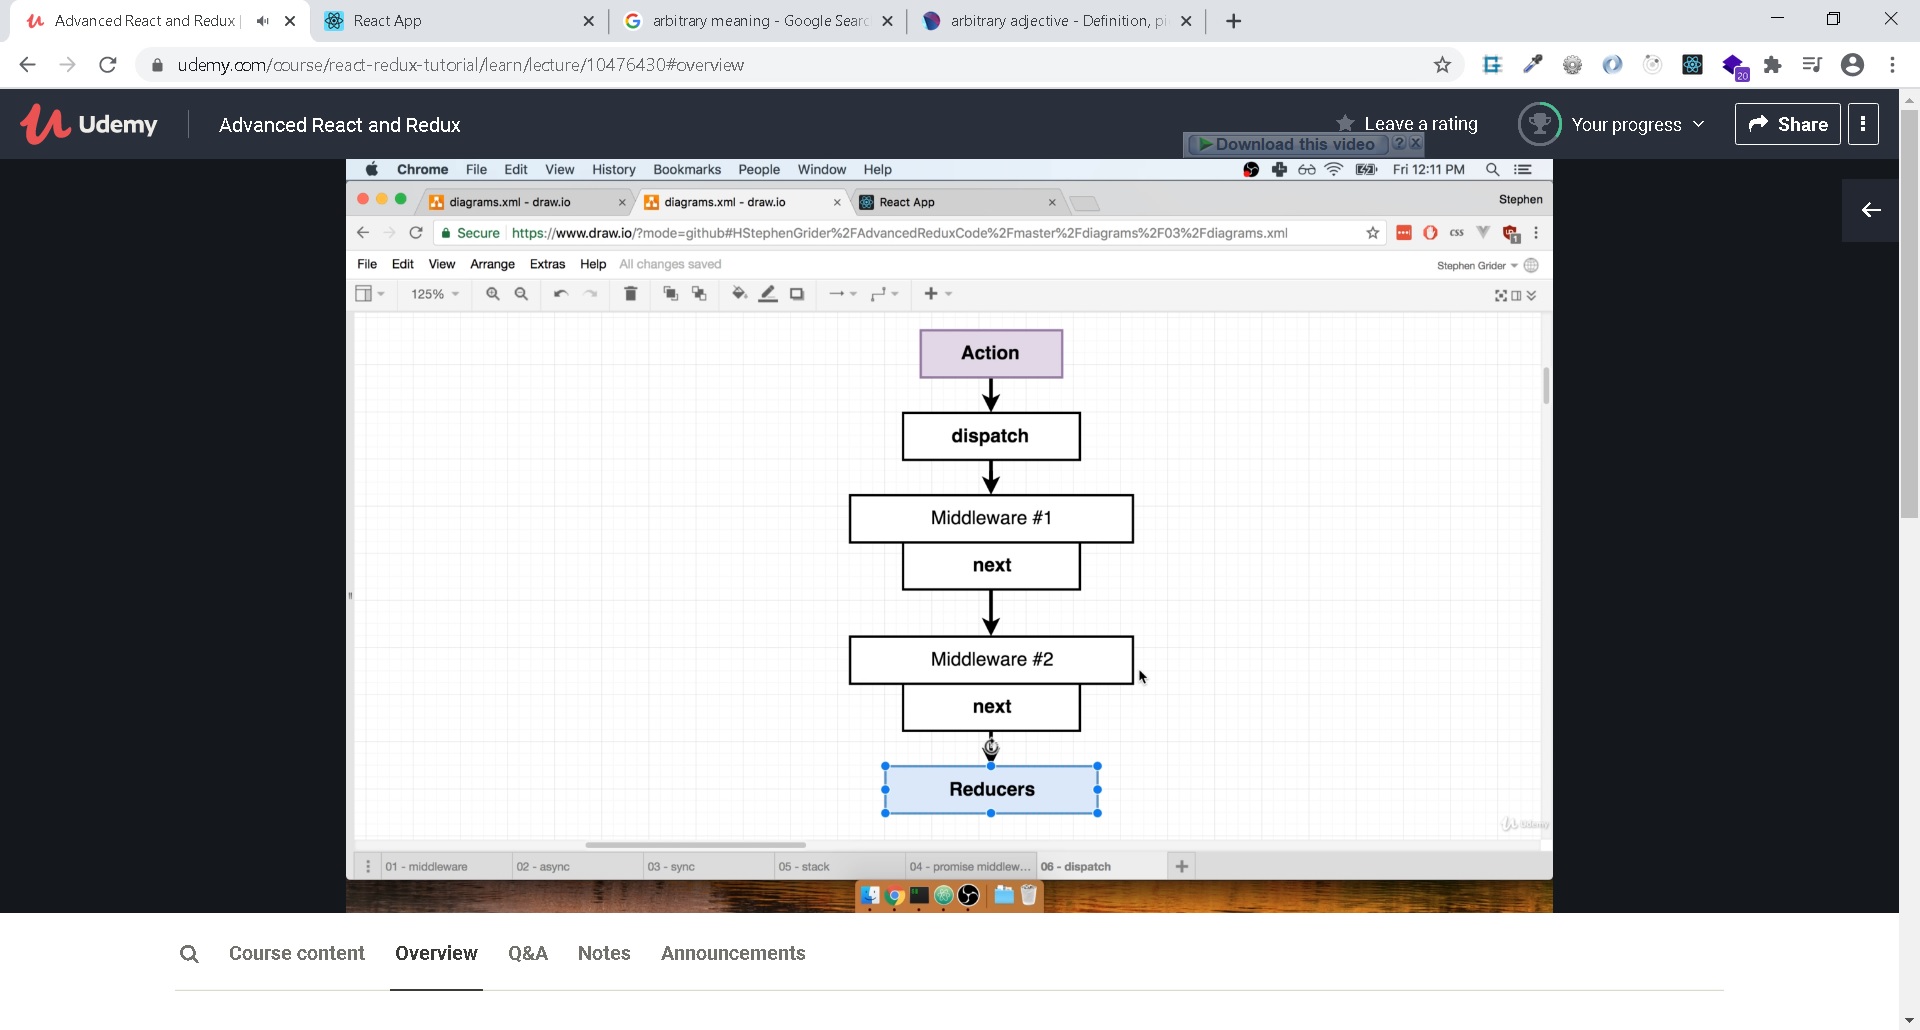 Advanced React and Redux
React App
arbitrary meaning - Google Searc
arbitrary adjective - Definition, pi
udemy.com/course/react-redux-tutorial/learn/lecture/10476430#overview
20
Udemy
Advanced React and Redux
Leave a rating
Your progress
Share
Download this video
Chrome File Edit View History Bookmarks People Window Help
Fri 12:11 PM
diagrams.xml - draw.io
diagrams.xml - draw.io
React App
Stephen
Secure
https://www.draw.io/?mode=github#HStephenGrider%2FAdvancedReduxCode%2Fmaster%2Fdiagrams%2F03%2Fdiagrams.xml
css
1
File Edit View Arrange Extras Help All changes saved
Stephen Grider
125%
Action
dispatch
Middleware #1
next
Middleware #2
next
Reducers
Udemy
01 - middleware
02 - async
03 - sync
05 - stack
04 - promise middlew...
06 - dispatch
Course content
Overview
Q&A
Notes
Announcements